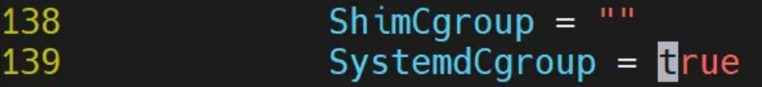 138 ShimCgroup = ""
139 SystemdCgroup = true